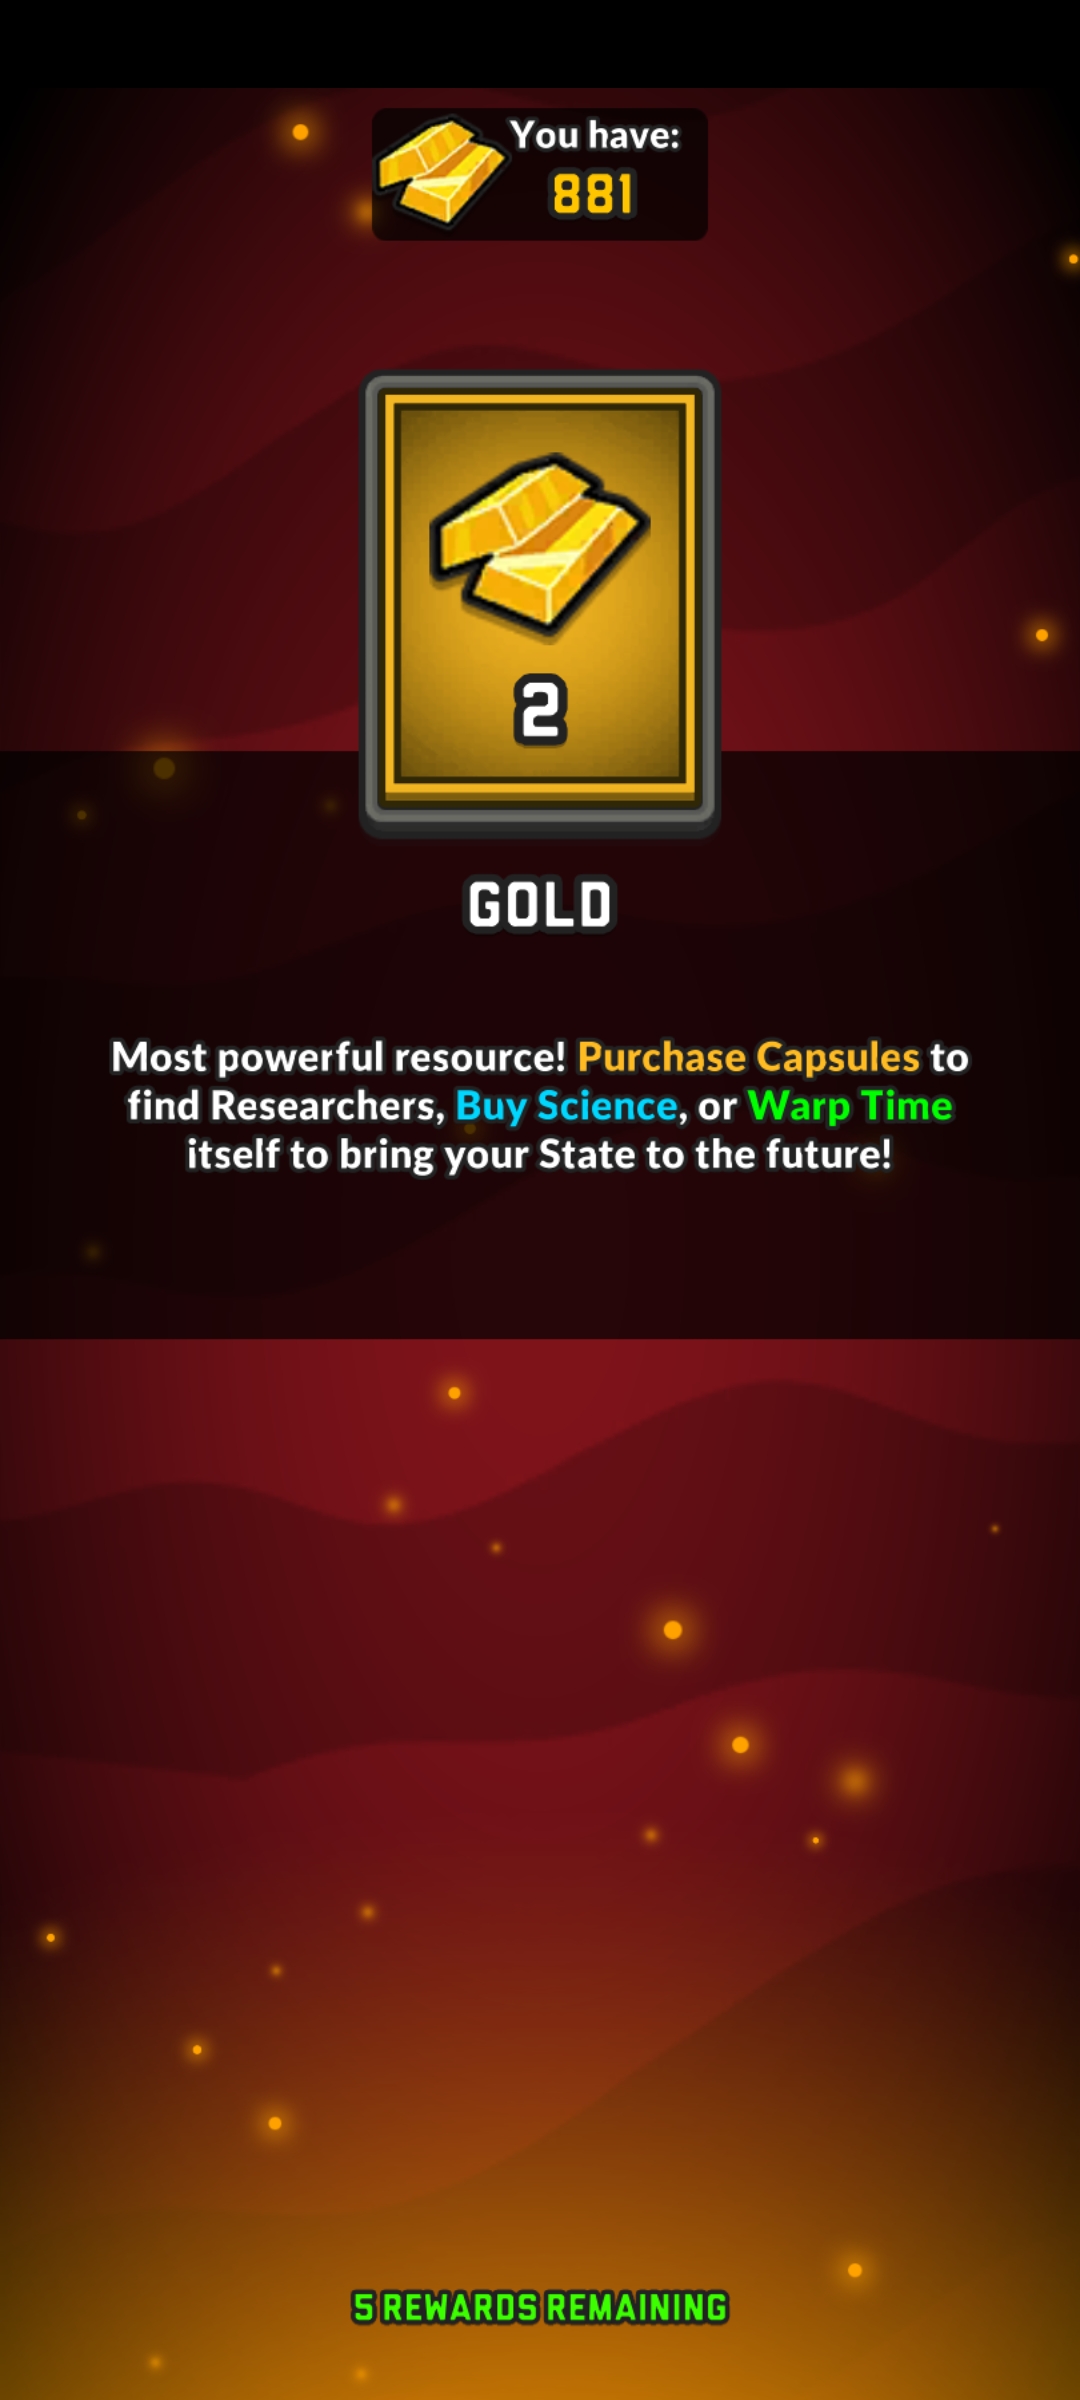 You have:
881
2
GOLD
Most powerful resource! Purchase Capsules to
find Researchers, Buy Science, or Warp Time
itself to bring your State to the future!
5 REWARDS REMAINING